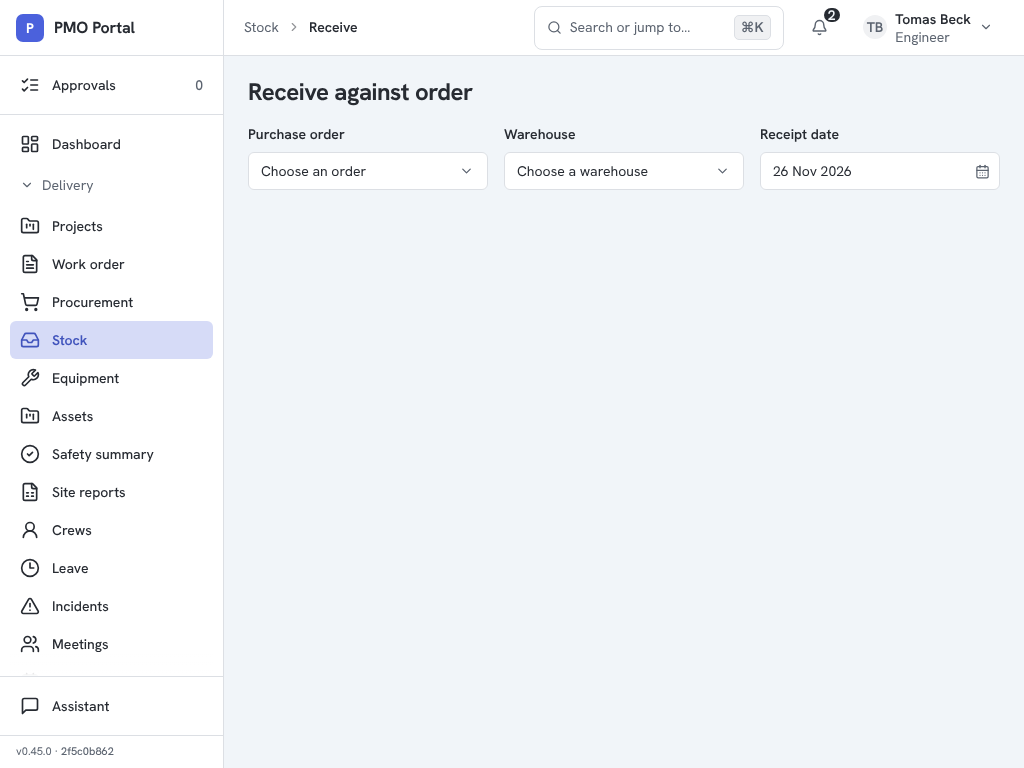 P PMO Portal
Stock Receive
Search or jump to... ⌘K
2
TB Tomas Beck
Engineer
Approvals 0
Dashboard
Delivery
Projects
Work order
Procurement
Stock
Equipment
Assets
Safety summary
Site reports
Crews
Leave
Incidents
Meetings
Assistant
v0.45.0 · 2f5c0b862
Receive against order
Purchase order Warehouse Receipt date
Choose an order Choose a warehouse 26 Nov 2026